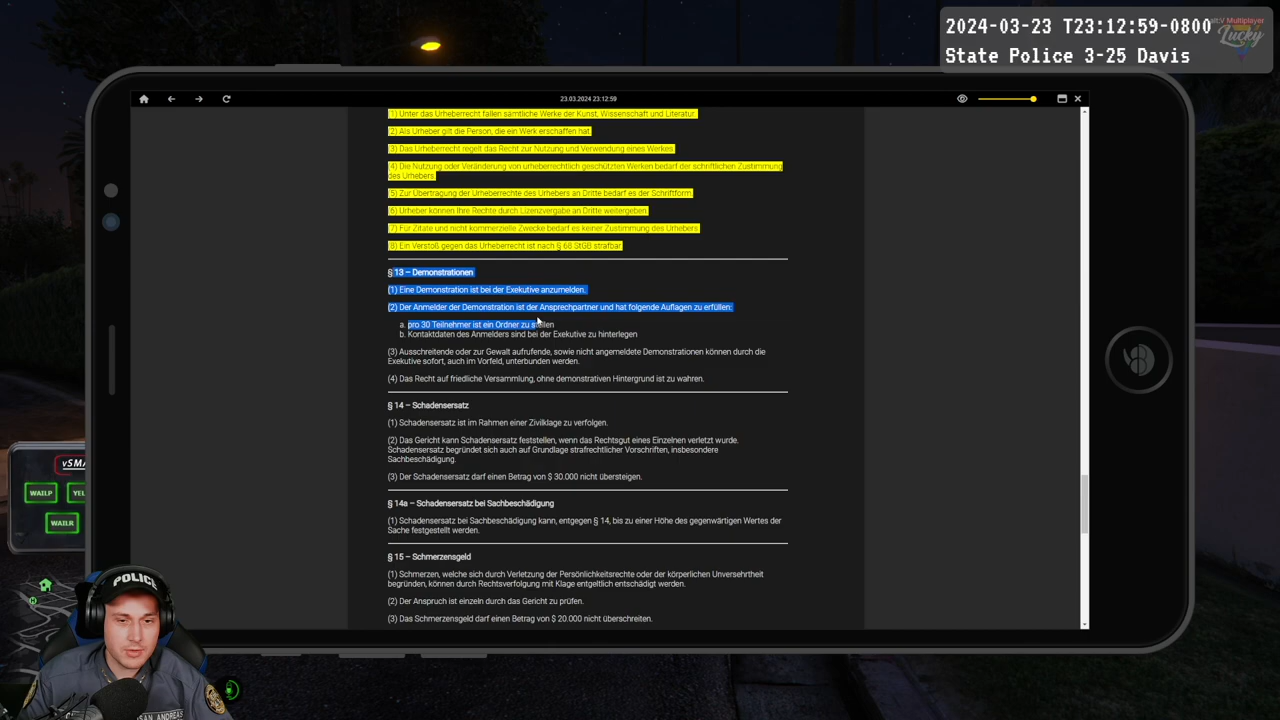 2024-03-23 T23:12:59-0800
alt:V Multiplayer
Lucky
State Police 3-25 Davis
23.03.2024 23:12:59
(1) Unter das Urheberrecht fallen sämtliche Werke der Kunst, Wissenschaft und Literatur.
(2) Als Urheber gilt die Person, die ein Werk erschaffen hat.
(3) Das Urheberrecht regelt das Recht zur Nutzung und Verwendung eines Werkes.
(4) Die Nutzung oder Veränderung von urheberrechtlich geschützten Werken bedarf der schriftlichen Zustimmung
des Urhebers.
(5) Zur Übertragung der Urheberrechte des Urhebers an Dritte bedarf es der Schriftform.
(6) Urheber können Ihre Rechte durch Lizenzvergabe an Dritte weitergeben.
(7) Für Zitate und nicht kommerzielle Zwecke bedarf es keiner Zustimmung des Urhebers.
(8) Ein Verstoß gegen das Urheberrecht ist nach § 68 StGB strafbar.
§ 13 – Demonstrationen
(1) Eine Demonstration ist bei der Exekutive anzumelden.
(2) Der Anmelder der Demonstration ist der Ansprechpartner und hat folgende Auflagen zu erfüllen:
a. pro 30 Teilnehmer ist ein Ordner zu stellen
b. Kontaktdaten des Anmelders sind bei der Exekutive zu hinterlegen
(3) Ausschreitende oder zur Gewalt aufrufende, sowie nicht angemeldete Demonstrationen können durch die
Exekutive sofort, auch im Vorfeld, unterbunden werden.
(4) Das Recht auf friedliche Versammlung, ohne demonstrativen Hintergrund ist zu wahren.
§ 14 – Schadensersatz
(1) Schadensersatz ist im Rahmen einer Zivilklage zu verfolgen.
(2) Das Gericht kann Schadensersatz feststellen, wenn das Rechtsgut eines Einzelnen verletzt wurde.
Schadensersatz begründet sich auch auf Grundlage strafrechtlicher Vorschriften, insbesondere
Sachbeschädigung.
(3) Der Schadensersatz darf einen Betrag von $ 30.000 nicht übersteigen.
§ 14a – Schadensersatz bei Sachbeschädigung
(1) Schadensersatz bei Sachbeschädigung kann, entgegen § 14, bis zu einer Höhe des gegenwärtigen Wertes der
Sache festgestellt werden.
§ 15 – Schmerzensgeld
(1) Schmerzen, welche sich durch Verletzung der Persönlichkeitsrechte oder der körperlichen Unversehrtheit
begründen, können durch Rechtsverfolgung mit Klage entgeltlich entschädigt werden.
(2) Der Anspruch ist einzeln durch das Gericht zu prüfen.
(3) Das Schmerzensgeld darf einen Betrag von $ 20.000 nicht überschreiten.
WAILP
WAILR
POLICE
SAN ANDREAS